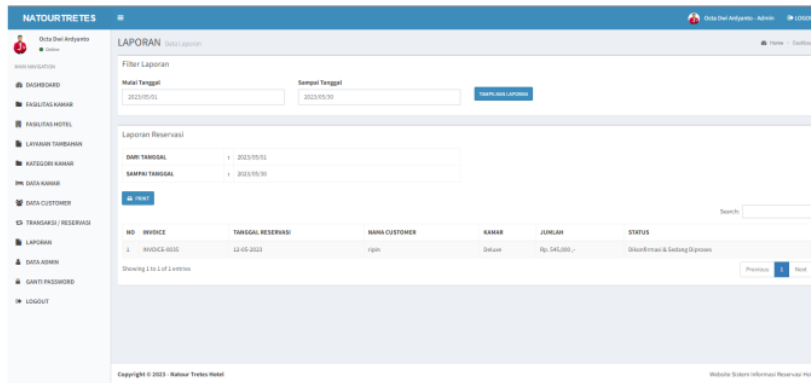 NATOURTRETES
Octa Dwi Ardyanto - Admin
LOGOUT
Octa Dwi Ardyanto
Online
LAPORAN Data Laporan
Home
MAIN NAVIGATION
DASHBOARD
FASILITAS KAMAR
FASILITAS HOTEL
LAYANAN TAMBAHAN
KATEGORI KAMAR
DATA KAMAR
DATA CUSTOMER
TRANSAKSI / RESERVASI
LAPORAN
DATA ADMIN
GANTI PASSWORD
LOGOUT
Filter Laporan
Mulai Tanggal
Sampai Tanggal
2023/05/01
2023/05/30
TAMPILKAN LAPORAN
Laporan Reservasi
DARI TANGGAL : 2023/05/01
SAMPAI TANGGAL : 2023/05/30
PRINT
Search:
NO INVOICE TANGGAL RESERVASI NAMA CUSTOMER KAMAR JUMLAH STATUS
1 INVOICE-0035 12-05-2023 ripin Deluxe Rp. 545,000 ,- Dikonfirmasi & Sedang Diproses
Showing 1 to 1 of 1 entries
Previous 1 Next
Copyright © 2023 - Natour Tretes Hotel
Website Sistem Informasi Reservasi